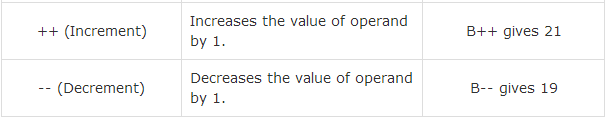 ++ (Increment)
Increases the value of operand
by 1.
B++ gives 21
-- (Decrement)
Decreases the value of operand
by 1.
B-- gives 19